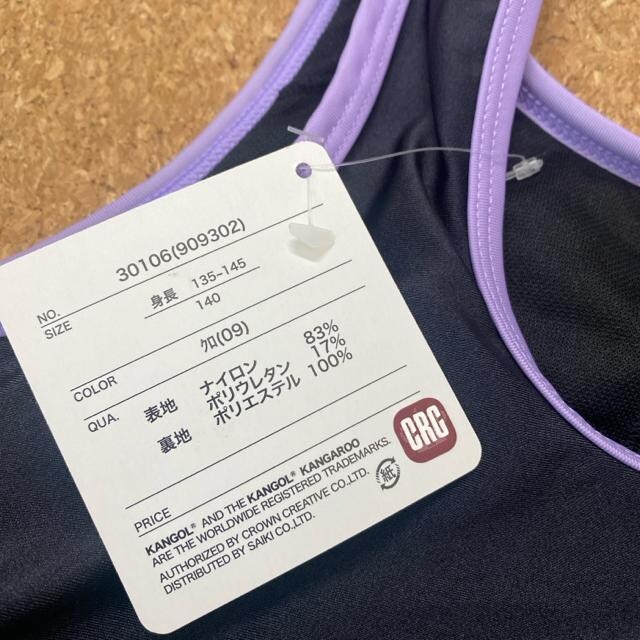 NO. 30106(909302)
SIZE 身長 135-145
140
COLOR ｸﾛ(09)
QUA. 表地 ナイロン 83%
ポリウレタン 17%
裏地 ポリエステル 100%
PRICE
CRC
紙
KANGOL® AND THE KANGOL® KANGAROO
ARE THE WORLDWIDE REGISTERED TRADEMARKS.
AUTHORIZED BY CROWN CREATIVE CO.LTD.
DISTRIBUTED BY SAIKI CO.LTD.